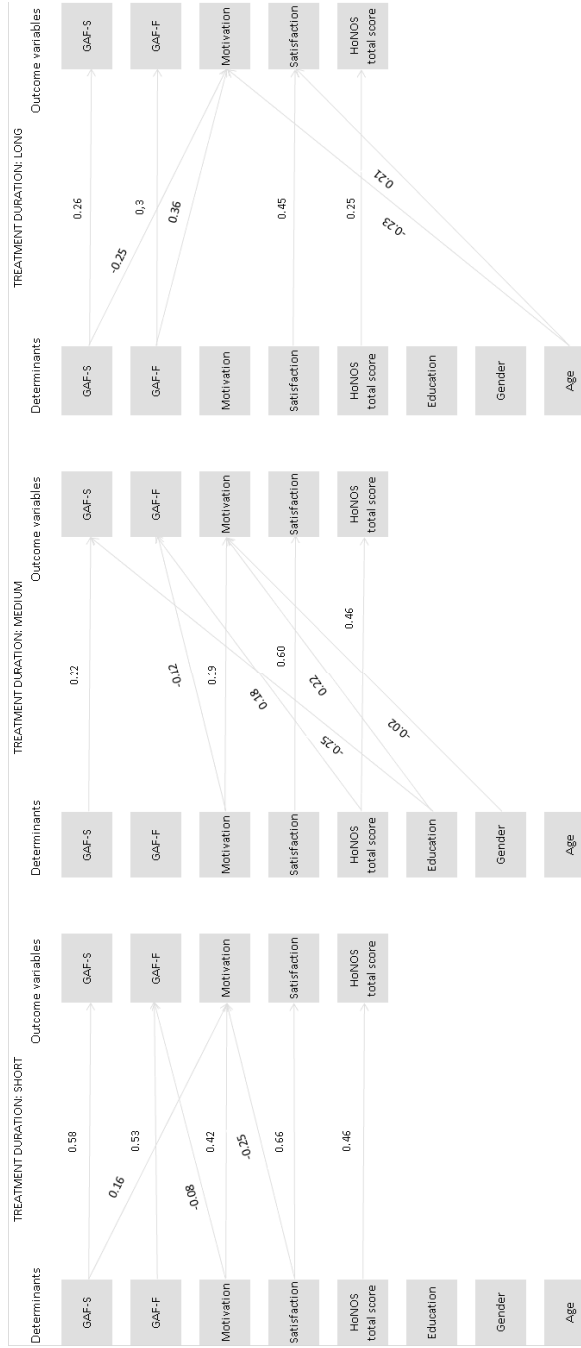 TREATMENT DURATION: SHORT
Determinants
Outcome variables
GAF-S
0.58
GAF-S
0.16
GAF-F
0.53
GAF-F
-0.08
Motivation
0.42
Motivation
-0.25
Satisfaction
0.66
Satisfaction
HoNOS
total score
0.46
HoNOS
total score
Education
Gender
Age
TREATMENT DURATION: MEDIUM
Determinants
Outcome variables
GAF-S
GAF-S
GAF-F
-0.12
GAF-F
Motivation
0.19
Motivation
Satisfaction
0.60
Satisfaction
0.18
0.22
-0.25
HoNOS
total score
0.46
HoNOS
total score
-0.02
Education
Gender
Age
TREATMENT DURATION: LONG
Determinants
Outcome variables
GAF-S
0.26
GAF-S
-0.25
GAF-F
0,3
GAF-F
0.36
Motivation
Motivation
Satisfaction
0.45
Satisfaction
HoNOS
total score
0.25
HoNOS
total score
-0.23
0.21
Education
Gender
Age